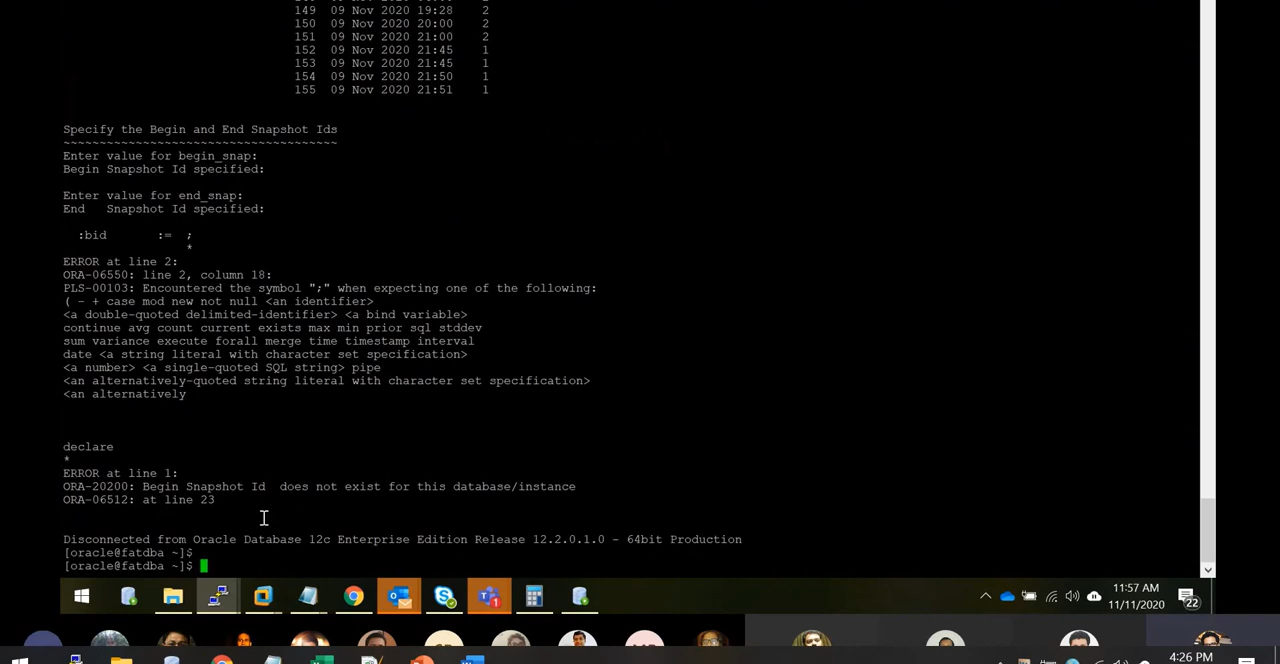 149  09 Nov 2020 19:28    2
150  09 Nov 2020 20:00    2
151  09 Nov 2020 21:00    2
152  09 Nov 2020 21:45    1
153  09 Nov 2020 21:45    1
154  09 Nov 2020 21:50    1
155  09 Nov 2020 21:51    1
Specify the Begin and End Snapshot Ids
~~~~~~~~~~~~~~~~~~~~~~~~~~~~~~~~~~~~~~
Enter value for begin_snap:
Begin Snapshot Id specified:
Enter value for end_snap:
End   Snapshot Id specified:
:bid       :=  ;
*
ERROR at line 2:
ORA-06550: line 2, column 18:
PLS-00103: Encountered the symbol ";" when expecting one of the following:
( - + case mod new not null <an identifier>
<a double-quoted delimited-identifier> <a bind variable>
continue avg count current exists max min prior sql stddev
sum variance execute forall merge time timestamp interval
date <a string literal with character set specification>
<a number> <a single-quoted SQL string> pipe
<an alternatively-quoted string literal with character set specification>
<an alternatively
declare
*
ERROR at line 1:
ORA-20200: Begin Snapshot Id  does not exist for this database/instance
ORA-06512: at line 23
Disconnected from Oracle Database 12c Enterprise Edition Release 12.2.0.1.0 - 64bit Production
[oracle@fatdba ~]$
[oracle@fatdba ~]$
11:57 AM
11/11/2020
22
1
4:26 PM